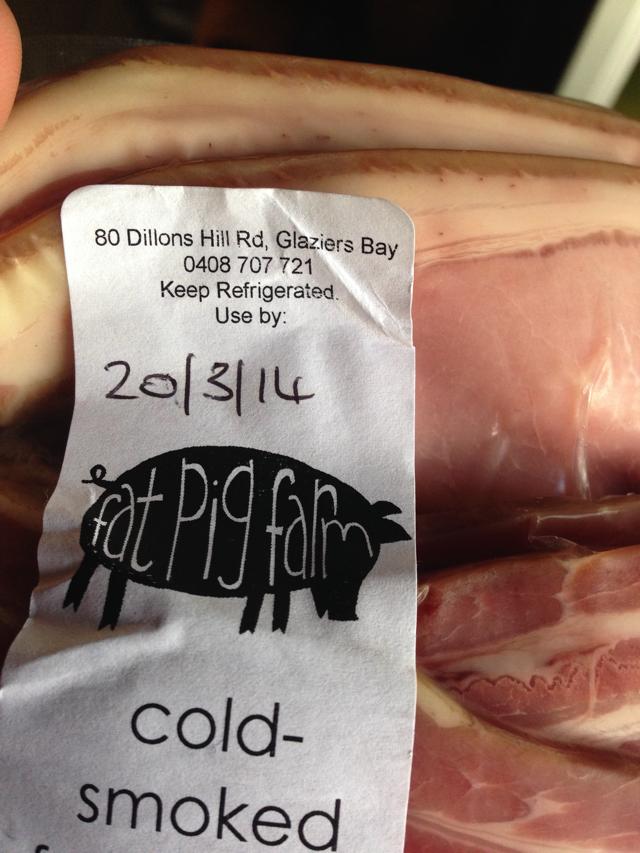 80 Dillons Hill Rd, Glaziers Bay
0408 707 721
Keep Refrigerated.
Use by:
20/3/14
fat Pig farm
cold-
smoked